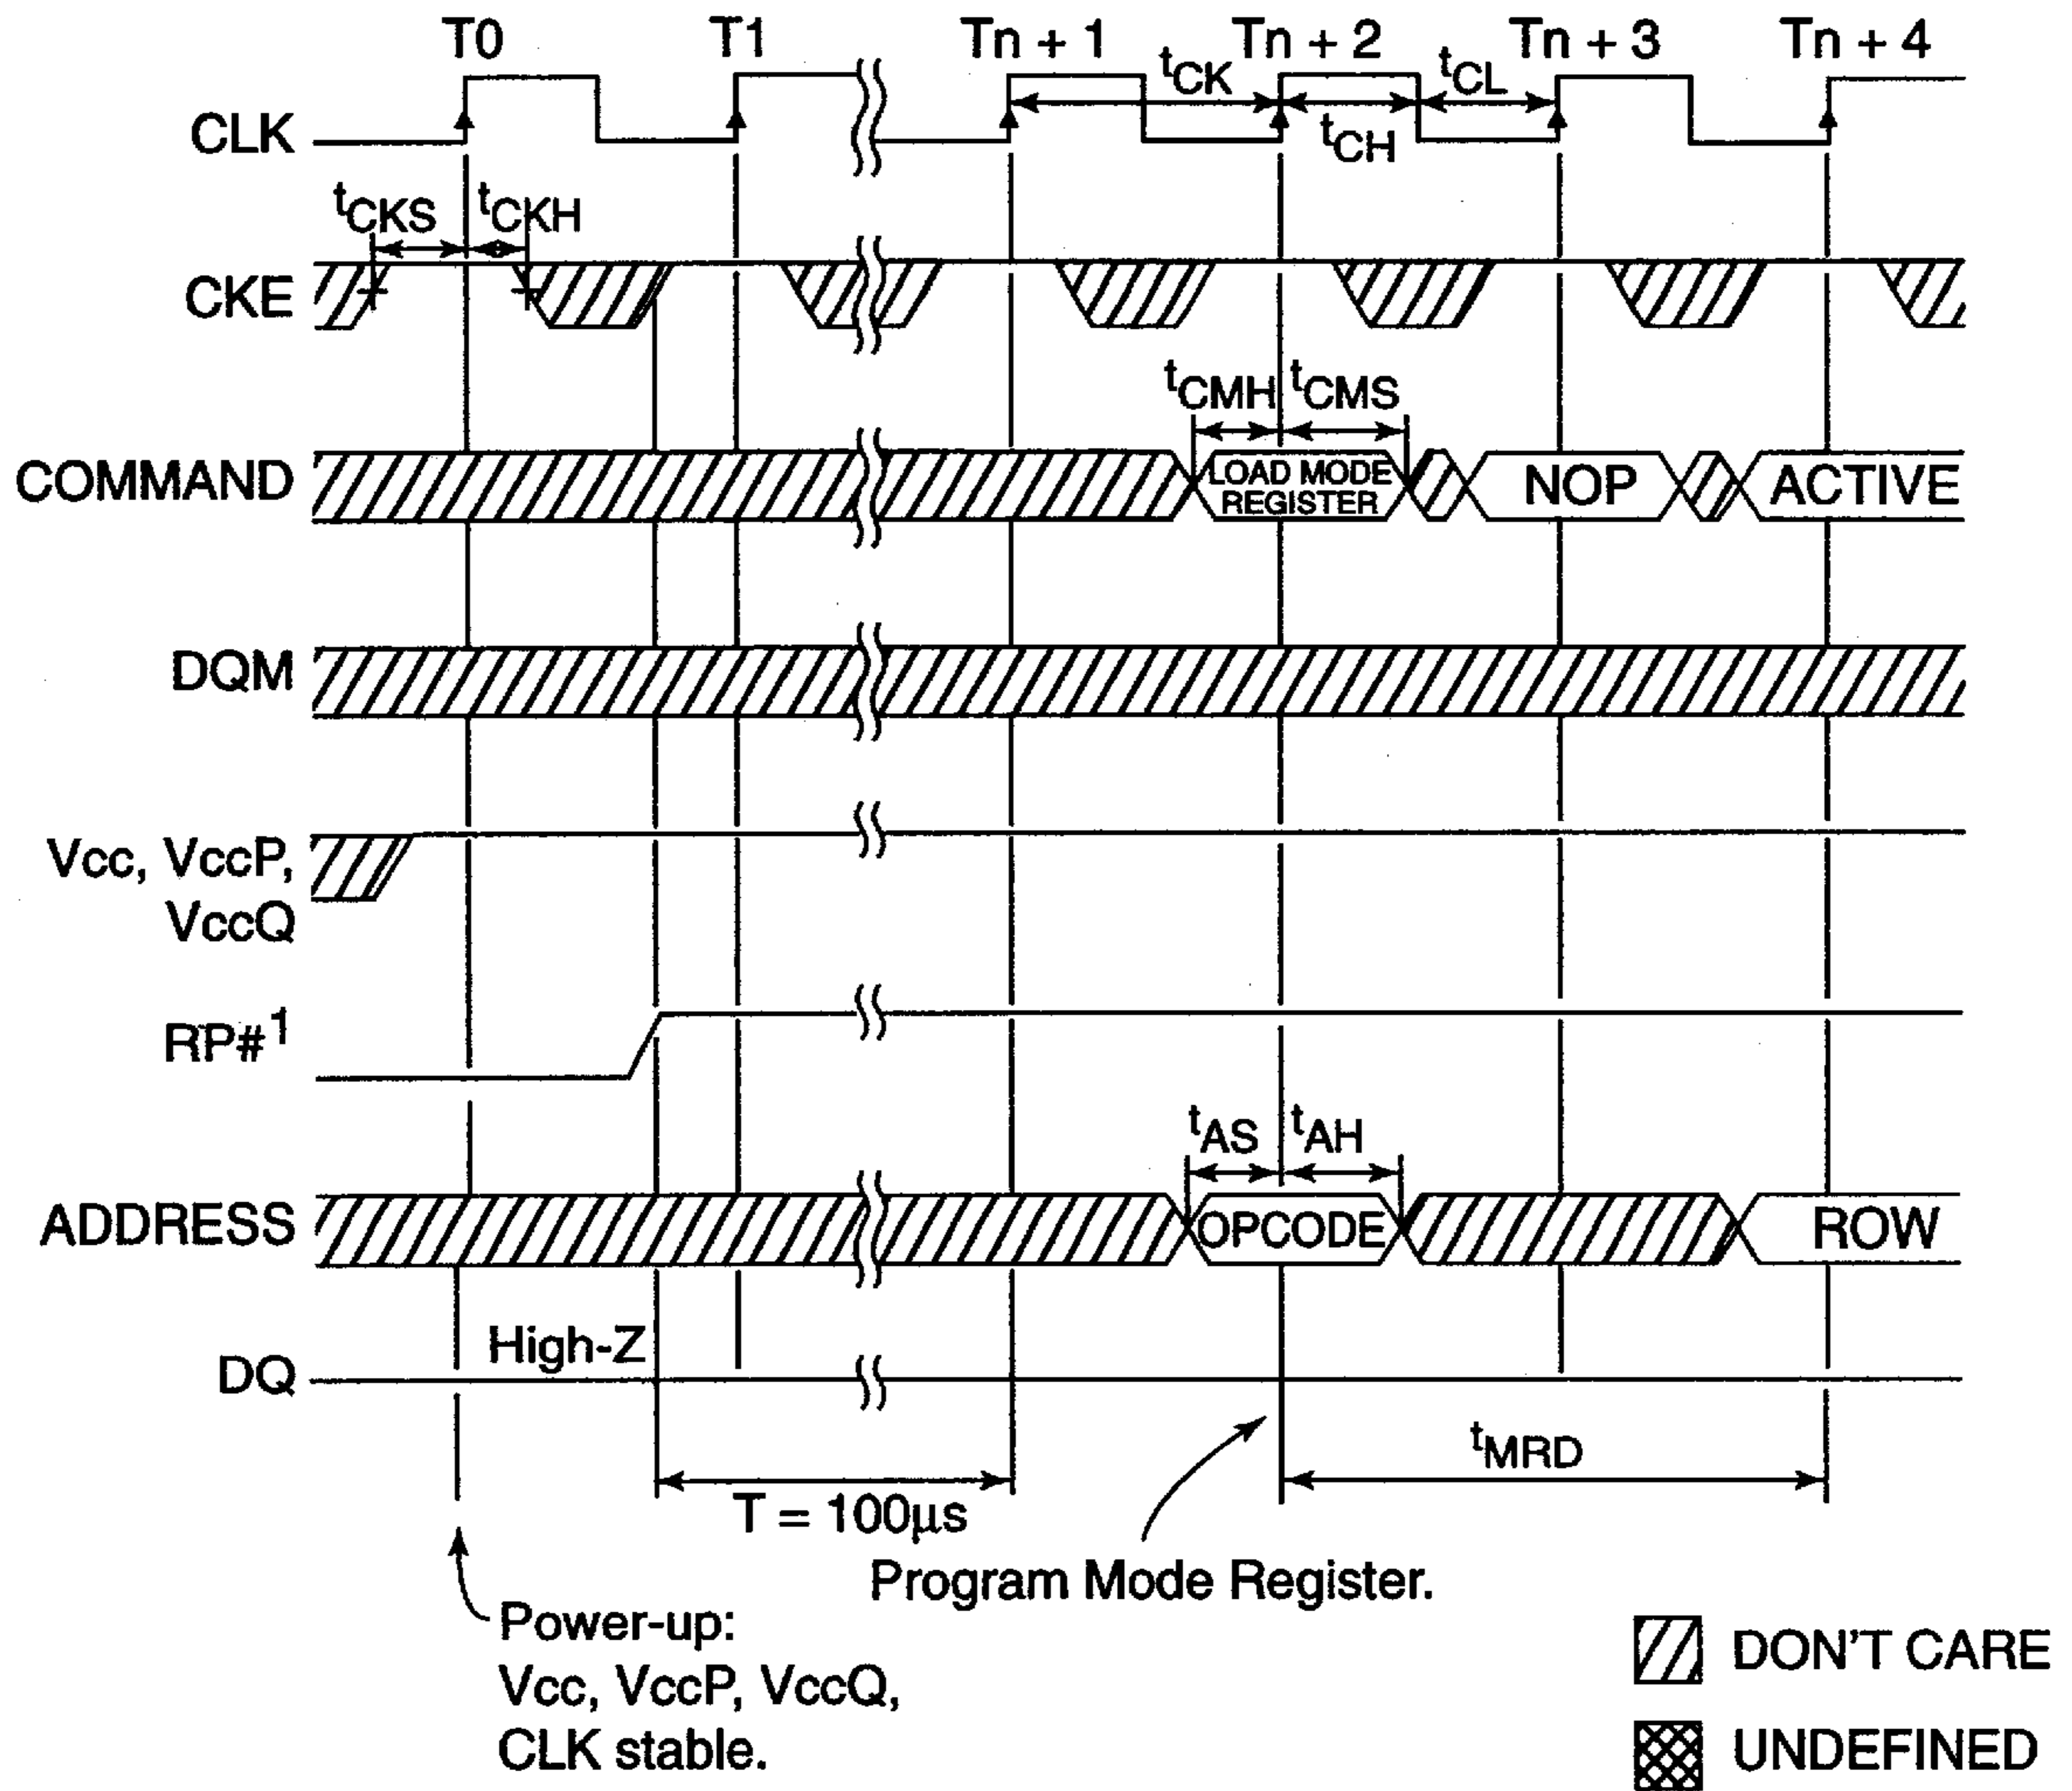 T0 T1 Tn + 1 Tn + 2 Tn + 3 Tn + 4
tCK tCL
CLK
tCH
tCKS tCKH
CKE
tCMH tCMS
COMMAND LOAD MODE REGISTER NOP ACTIVE
DQM
Vcc, VccP,
VccQ
RP#1
tAS tAH
ADDRESS OPCODE ROW
High-Z
DQ
tMRD
T = 100μs
Program Mode Register.
Power-up:
Vcc, VccP, VccQ,
CLK stable.
DON'T CARE
UNDEFINED